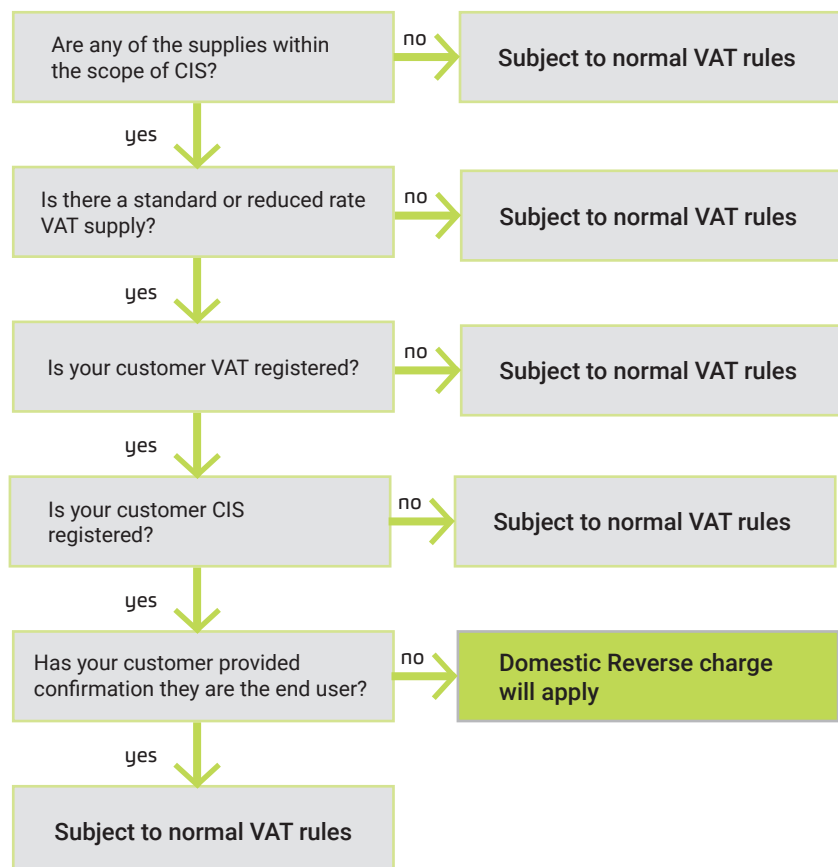 Are any of the supplies within
the scope of CIS?
no
Subject to normal VAT rules
yes
Is there a standard or reduced rate
VAT supply?
no
Subject to normal VAT rules
yes
Is your customer VAT registered?
no
Subject to normal VAT rules
yes
Is your customer CIS
registered?
no
Subject to normal VAT rules
yes
Has your customer provided
confirmation they are the end user?
no
Domestic Reverse charge
will apply
yes
Subject to normal VAT rules